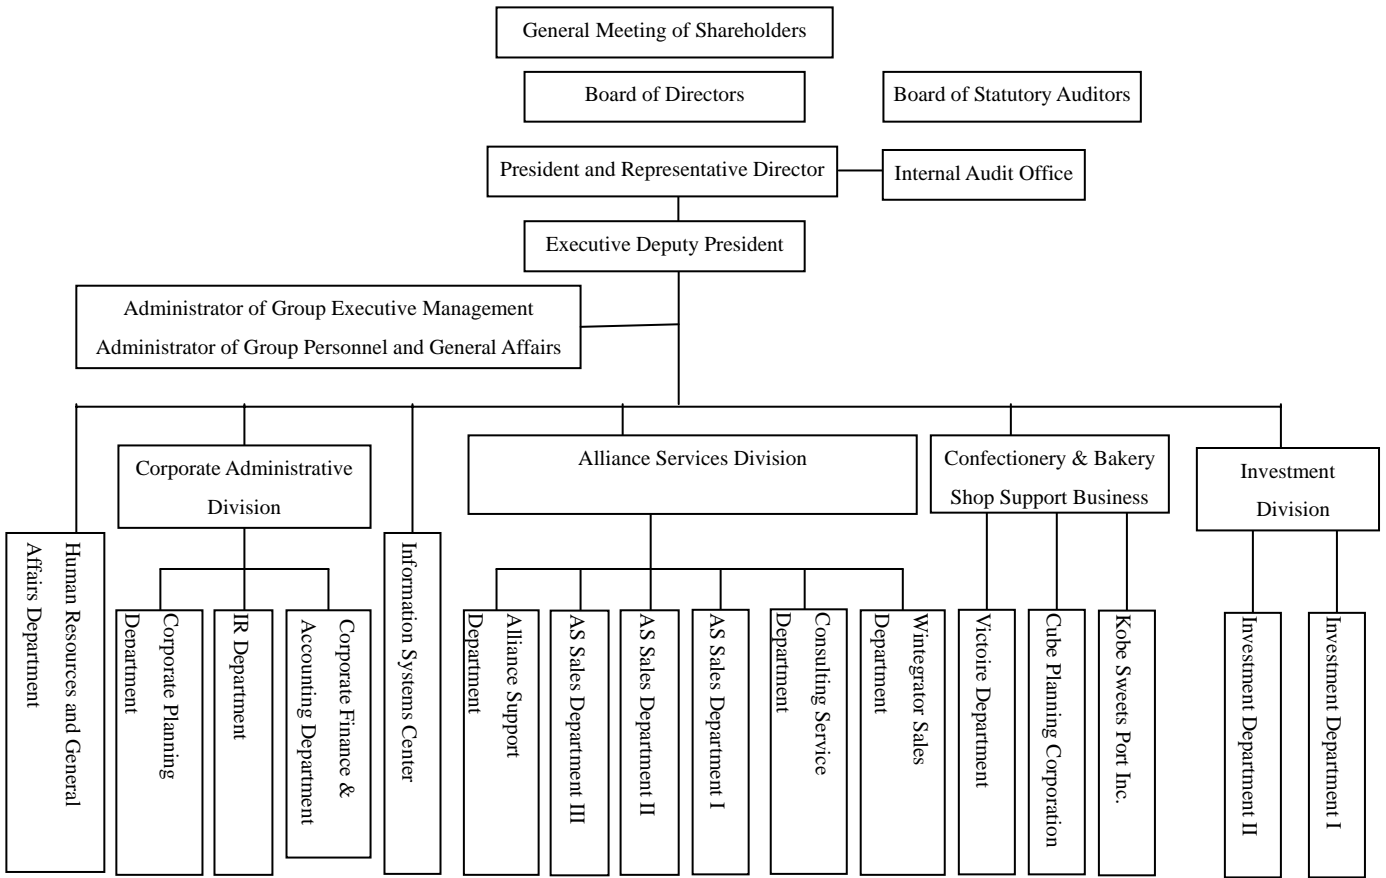 General Meeting of Shareholders
Board of Directors
Board of Statutory Auditors
President and Representative Director
Internal Audit Office
Executive Deputy President
Administrator of Group Executive Management
Administrator of Group Personnel and General Affairs
Corporate Administrative
Division
Alliance Services Division
Confectionery & Bakery
Shop Support Business
Investment
Division
Human Resources and General
Affairs Department
Corporate Planning
Department
IR Department
Corporate Finance &
Accounting Department
Information Systems Center
Alliance Support
Department
AS Sales Department III
AS Sales Department II
AS Sales Department I
Consulting Service
Department
Wintegrator Sales
Department
Victoire Department
Cube Planning Corporation
Kobe Sweets Port Inc.
Investment Department II
Investment Department I